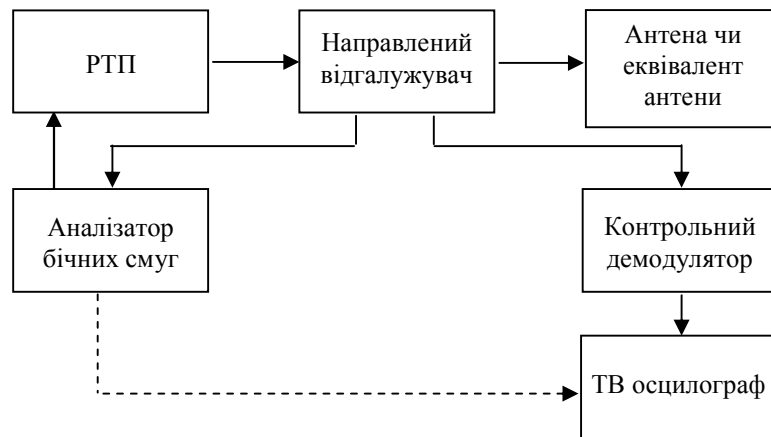 РТП
Направлений
відгалужувач
Антена чи
еквівалент
антени
Аналізатор
бічних смуг
Контрольний
демодулятор
ТВ осцилограф